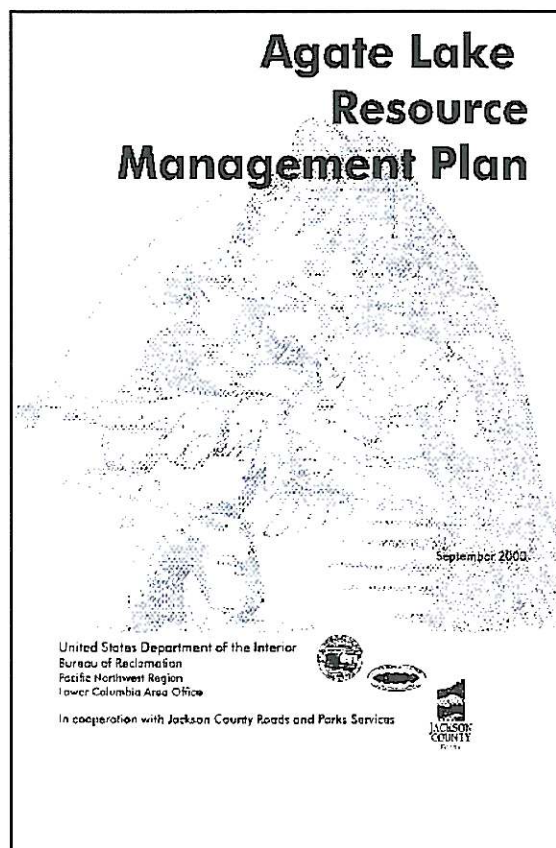 Agate Lake
Resource
Management Plan
September 2000
United States Department of the Interior
Bureau of Reclamation
Pacific Northwest Region
Lower Columbia Area Office
In cooperation with Jackson County Roads and Parks Services
JACKSON
COUNTY